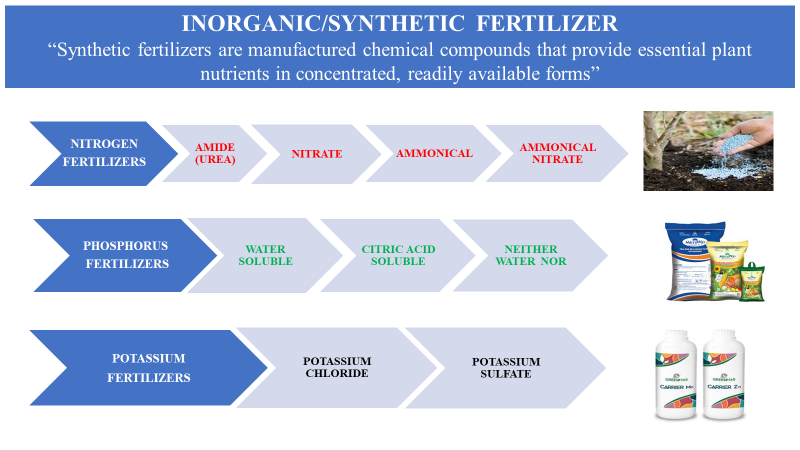 INORGANIC/SYNTHETIC FERTILIZER
“Synthetic fertilizers are manufactured chemical compounds that provide essential plant
nutrients in concentrated, readily available forms”
NITROGEN
FERTILIZERS
AMIDE
(UREA)
NITRATE
AMMONICAL
AMMONICAL
NITRATE
PHOSPHORUS
FERTILIZERS
WATER
SOLUBLE
CITRIC ACID
SOLUBLE
NEITHER
WATER NOR
POTASSIUM
FERTILIZERS
POTASSIUM
CHLORIDE
POTASSIUM
SULFATE
CARRIER Mn
CARRIER Zn